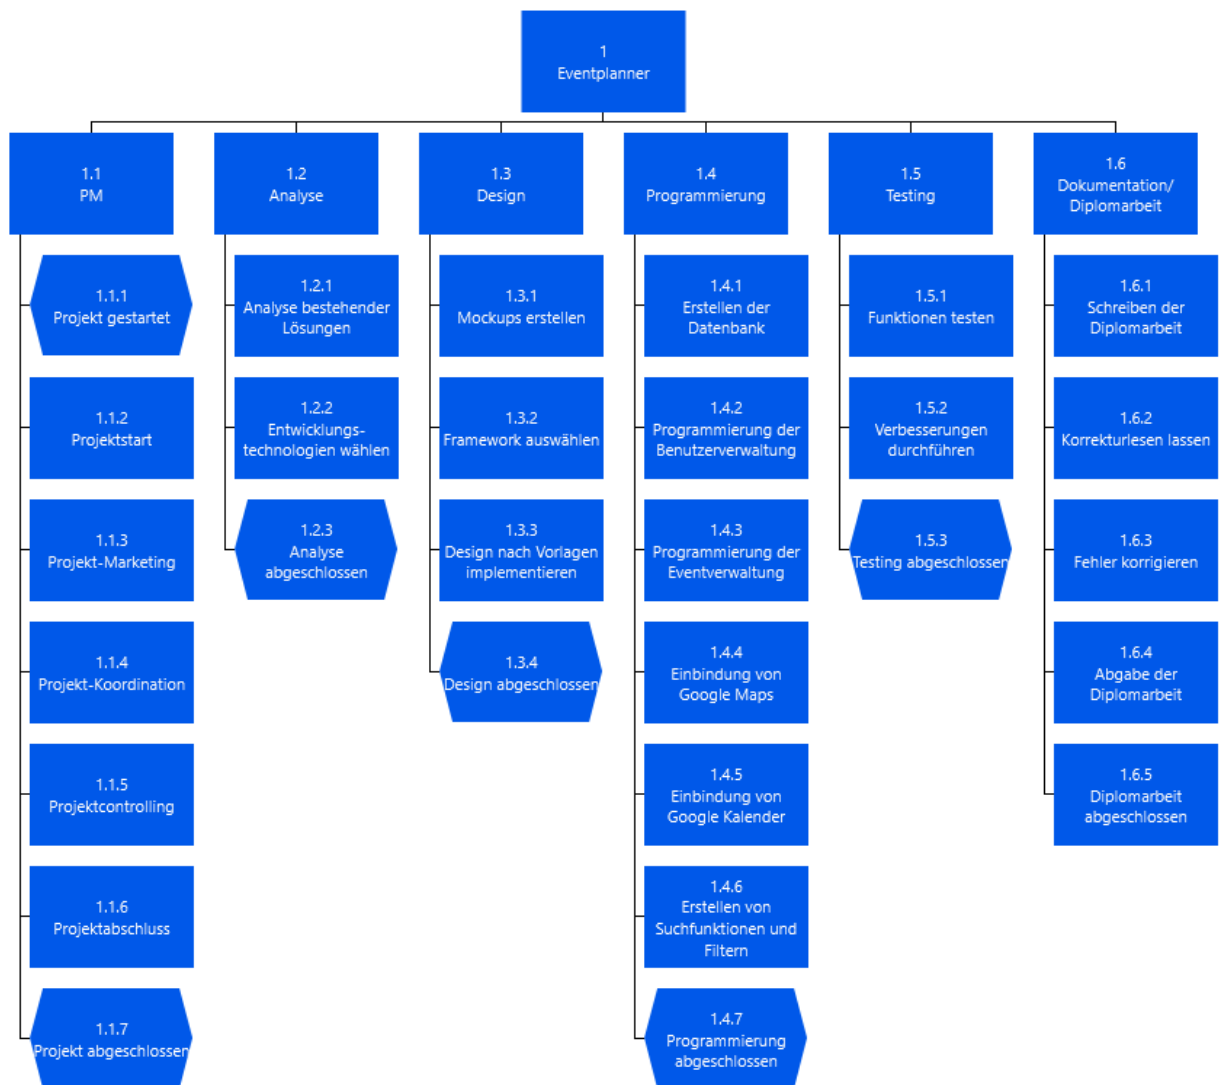 1
Eventplanner
1.1
PM
1.2
Analyse
1.3
Design
1.4
Programmierung
1.5
Testing
1.6
Dokumentation/
Diplomarbeit
1.1.1
Projekt gestartet
1.1.2
Projektstart
1.1.3
Projekt-Marketing
1.1.4
Projekt-Koordination
1.1.5
Projektcontrolling
1.1.6
Projektabschluss
1.1.7
Projekt abgeschlossen
1.2.1
Analyse bestehender
Lösungen
1.2.2
Entwicklungs-
technologien wählen
1.2.3
Analyse
abgeschlossen
1.3.1
Mockups erstellen
1.3.2
Framework auswählen
1.3.3
Design nach Vorlagen
implementieren
1.3.4
Design abgeschlossen
1.4.1
Erstellen der
Datenbank
1.4.2
Programmierung der
Benutzerverwaltung
1.4.3
Programmierung der
Eventverwaltung
1.4.4
Einbindung von
Google Maps
1.4.5
Einbindung von
Google Kalender
1.4.6
Erstellen von
Suchfunktionen und
Filtern
1.4.7
Programmierung
abgeschlossen
1.5.1
Funktionen testen
1.5.2
Verbesserungen
durchführen
1.5.3
Testing abgeschlossen
1.6.1
Schreiben der
Diplomarbeit
1.6.2
Korrekturlesen lassen
1.6.3
Fehler korrigieren
1.6.4
Abgabe der
Diplomarbeit
1.6.5
Diplomarbeit
abgeschlossen